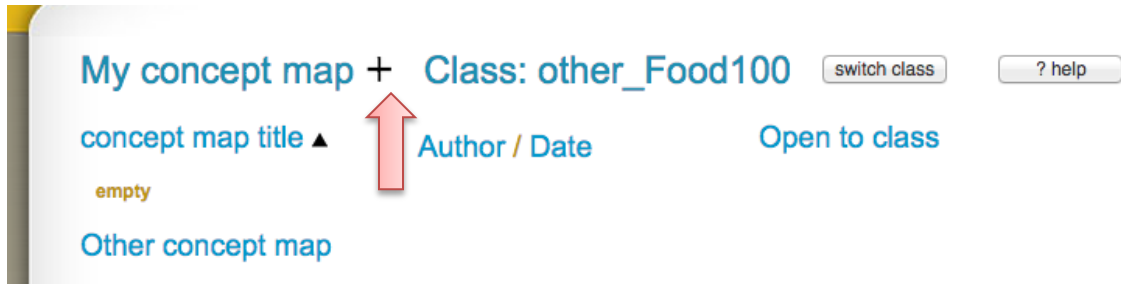 My concept map + Class: other_Food100 switch class ? help
concept map title ▲ Author / Date Open to class
empty
Other concept map